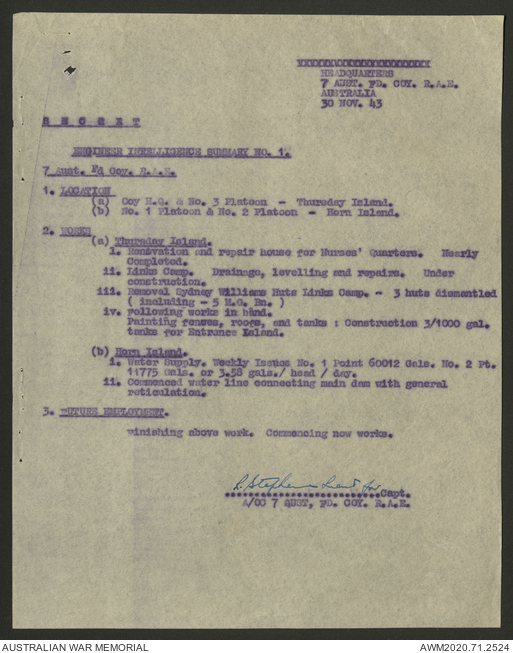 XXXXXXXXXXXXXXXXXXXXXX
HEADQUARTERS
7 AUST. FD. COY. R.A.E.
AUSTRALIA
30 NOV. 43
S E C R E T
ENGINEER INTELLIGENCE SUMMARY NO. 1.
7 Aust. Fd Coy. R.A.E.
1. LOCATION
(a) Coy H.Q. & No. 3 Platoon - Thursday Island.
(b) No. 1 Platoon & No. 2 Platoon - Horn Island.
2. WORKS
(a) Thursday Island.
i. Renovation and repair house for Nurses' Quarters. Nearly
Completed.
ii. Links Camp. Drainage, levelling and repairs. Under
construction.
iii. Removal Sydney Williams Huts Links Camp. - 3 huts dismantled
( including - 5 H.Q. Bn. )
iv. Following works in hand.
Painting fences, roofs, and tanks : Construction 3/1000 gal.
tanks for Entrance Island.
(b) Horn Island.
i. Water Supply. Weekly Issues No. 1 Point 60012 Gals. No. 2 Pt.
11775 Gals. or 3.58 gals./ head / day.
ii. Commenced water line connecting main dam with general
reticulation.
3. FUTURE EMPLOYMENT.
Finishing above work. Commencing now works.
R. Stephens Lieut for
..............................Capt.
A/OC 7 AUST, FD. COY. R.A.E.
AUSTRALIAN WAR MEMORIAL
AWM2020.71.2524